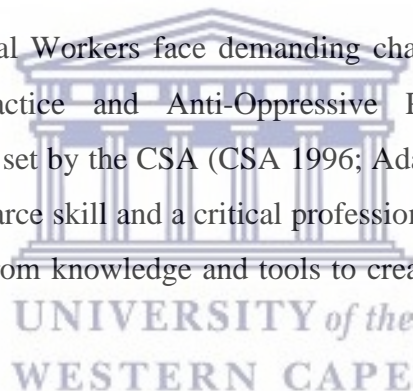 al Workers face demanding cha
actice and Anti-Oppressive
set by the CSA (CSA 1996; Ada
arce skill and a critical profession
om knowledge and tools to crea
UNIVERSITY of the
WESTERN CAPE